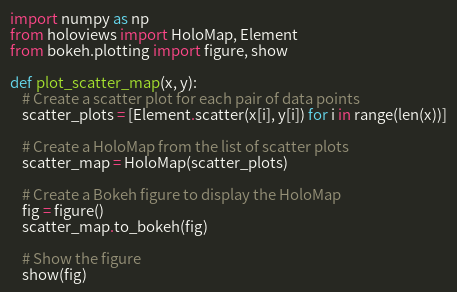 import numpy as np
from holoviews import HoloMap, Element
from bokeh.plotting import figure, show

def plot_scatter_map(x, y):
    # Create a scatter plot for each pair of data points
    scatter_plots = [Element.scatter(x[i], y[i]) for i in range(len(x))]

    # Create a HoloMap from the list of scatter plots
    scatter_map = HoloMap(scatter_plots)

    # Create a Bokeh figure to display the HoloMap
    fig = figure()
    scatter_map.to_bokeh(fig)

    # Show the figure
    show(fig)